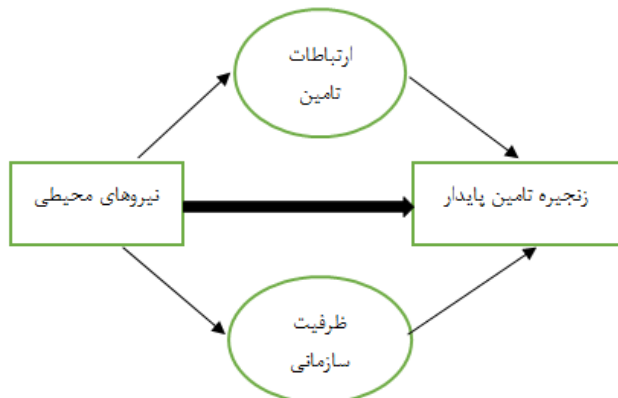 ارتباطات
تامین
نیروهای محیطی
زنجیره تامین پایدار
ظرفیت
سازمانی